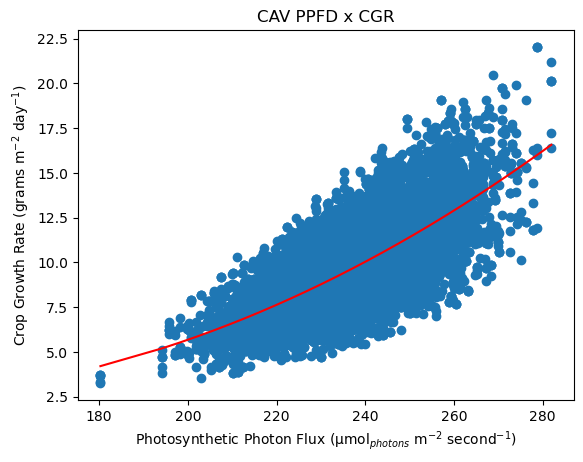 CAV PPFD x CGR
Crop Growth Rate (grams m⁻² day⁻¹)
22.5
20.0
17.5
15.0
12.5
10.0
7.5
5.0
2.5
180 200 220 240 260 280
Photosynthetic Photon Flux (μmol_photons m⁻² second⁻¹)